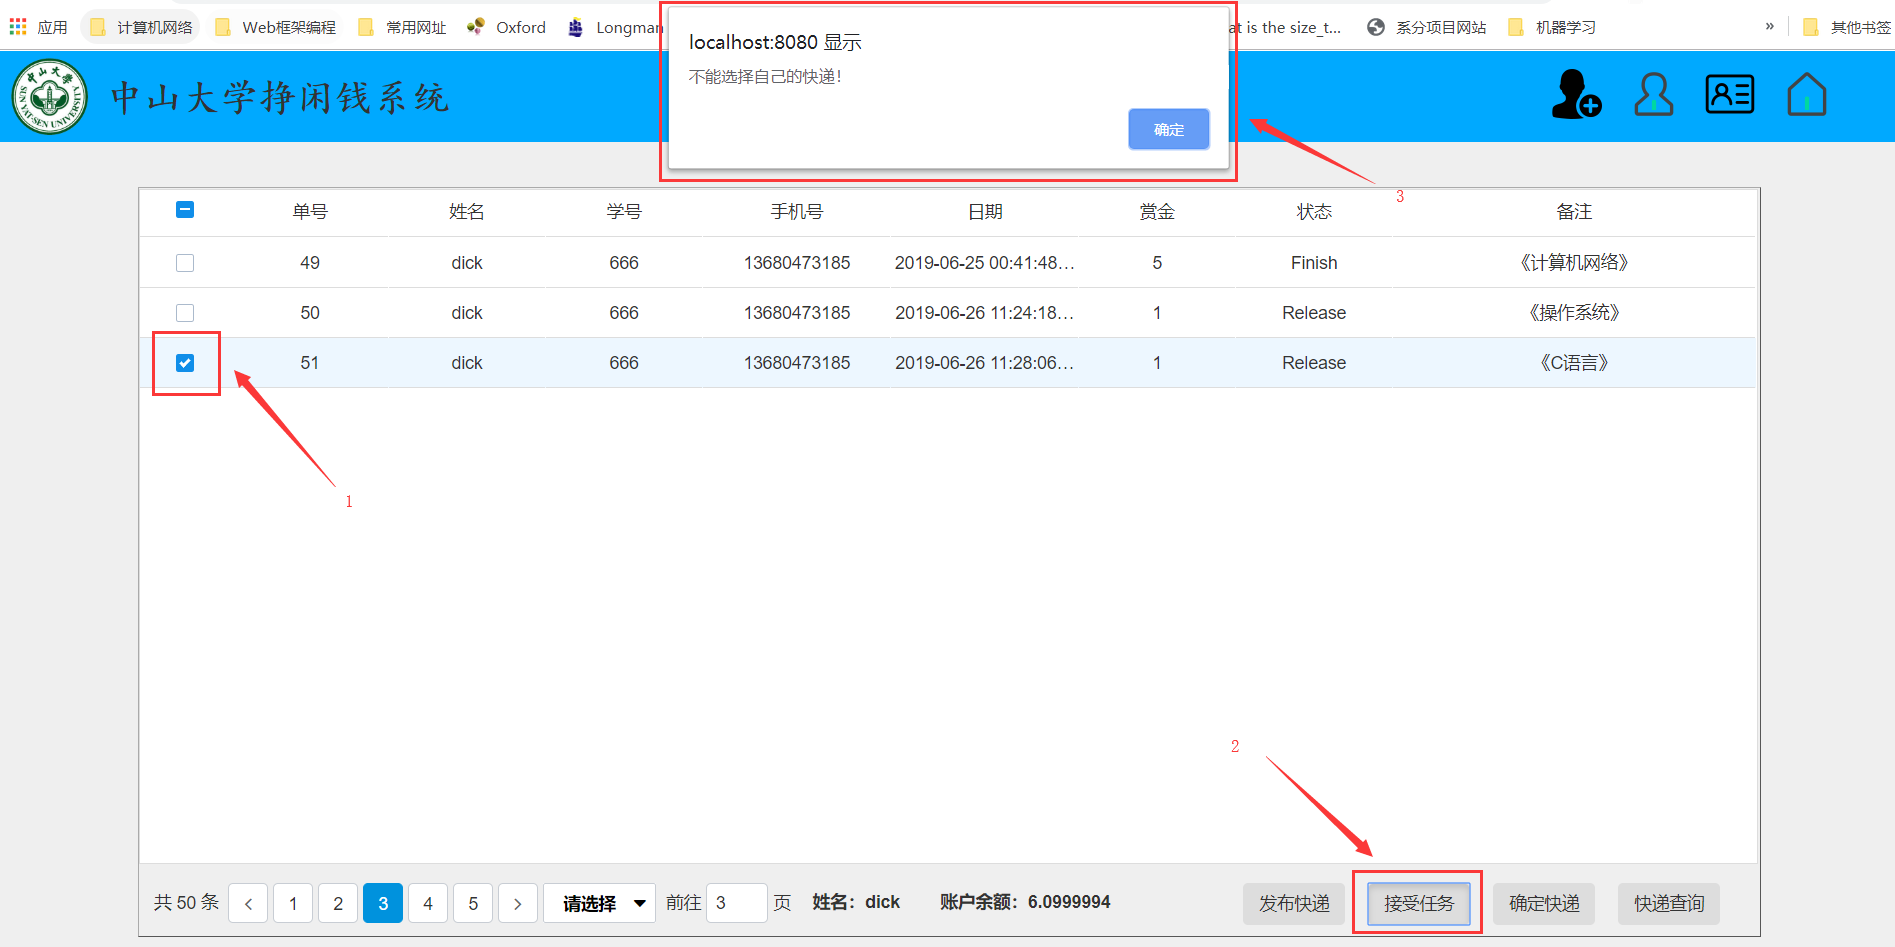 应用 计算机网络 Web框架编程 常用网址 Oxford Longman at is the size_t... 系分项目网站 机器学习 » 其他书签
localhost:8080 显示
不能选择自己的快递！
确定
中山大学 SUN YAT-SEN UNIVERSITY
中山大学挣闲钱系统
3
单号 姓名 学号 手机号 日期 赏金 状态 备注
49 dick 666 13680473185 2019-06-25 00:41:48... 5 Finish 《计算机网络》
50 dick 666 13680473185 2019-06-26 11:24:18... 1 Release 《操作系统》
51 dick 666 13680473185 2019-06-26 11:28:06... 1 Release 《C语言》
1
2
共 50 条 < 1 2 3 4 5 > 请选择 前往 3 页 姓名：dick 账户余额：6.0999994 发布快递 接受任务 确定快递 快递查询